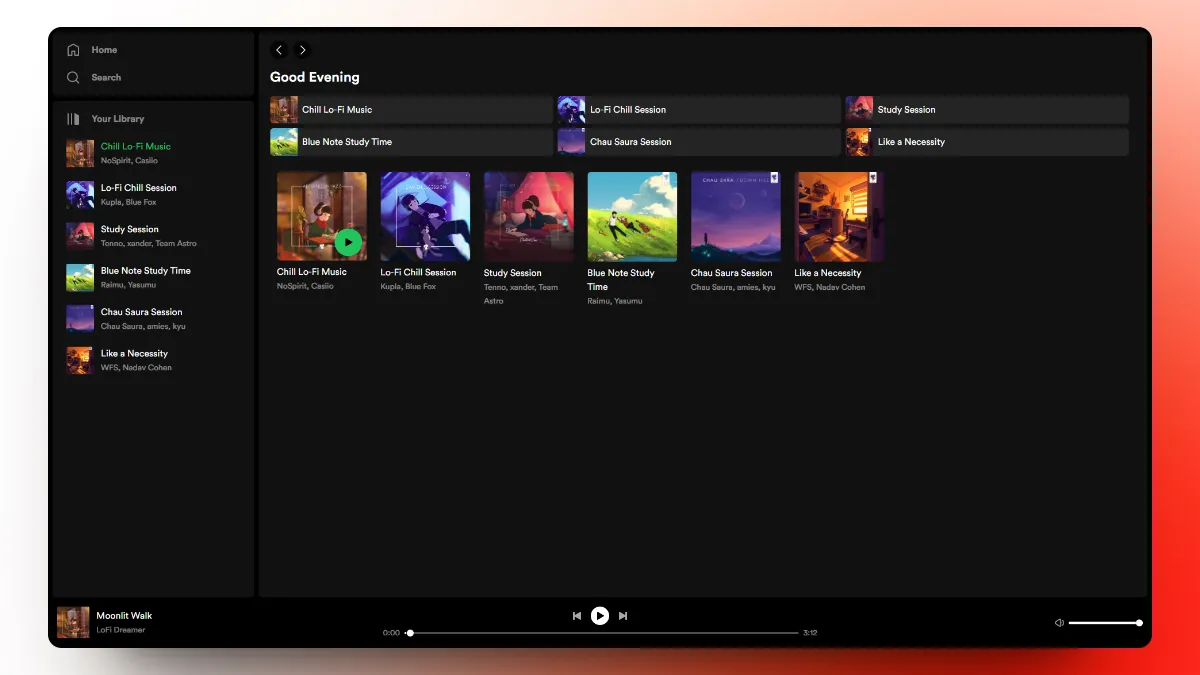 Home
Search
Your Library
Chill Lo-Fi Music
NoSpirit, Casiio
Lo-Fi Chill Session
Kupla, Blue Fox
Study Session
Tenno, xander, Team Astro
Blue Note Study Time
Raimu, Yasumu
Chau Saura Session
Chau Saura, amies, kyu
Like a Necessity
WFS, Nadav Cohen
Good Evening
Chill Lo-Fi Music
Lo-Fi Chill Session
Study Session
Blue Note Study Time
Chau Saura Session
Like a Necessity
Chill Lo-Fi Music
NoSpirit, Casiio
Lo-Fi Chill Session
Kupla, Blue Fox
Study Session
Tenno, xander, Team
Astro
Blue Note Study
Time
Raimu, Yasumu
Chau Saura Session
Chau Saura, amies, kyu
Like a Necessity
WFS, Nadav Cohen
Moonlit Walk
LoFi Dreamer
0:00
3:12